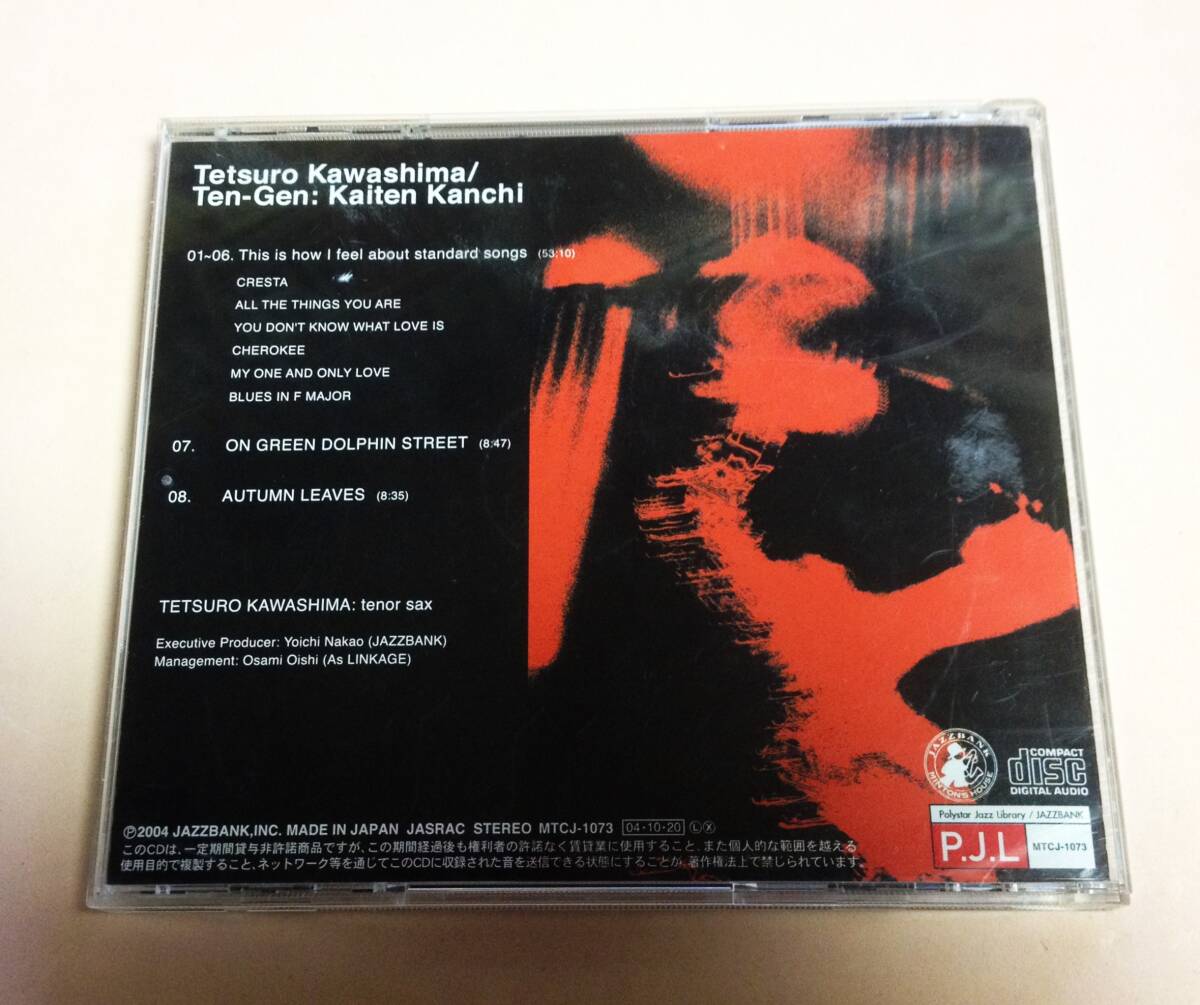 Tetsuro Kawashima/
Ten-Gen: Kaiten Kanchi
01~06. This is how I feel about standard songs (53:10)
CRESTA
ALL THE THINGS YOU ARE
YOU DON'T KNOW WHAT LOVE IS
CHEROKEE
MY ONE AND ONLY LOVE
BLUES IN F MAJOR
07. ON GREEN DOLPHIN STREET (8:47)
08. AUTUMN LEAVES (8:35)
TETSURO KAWASHIMA: tenor sax
Executive Producer: Yoichi Nakao (JAZZBANK)
Management: Osami Oishi (As LINKAGE)
JAZZBANK
MINTON'S HOUSE
COMPACT
disc
DIGITAL AUDIO
Polystar Jazz Library / JAZZBANK
P.J.L MTCJ-1073
℗2004 JAZZBANK,INC. MADE IN JAPAN JASRAC STEREO MTCJ-1073 04・10・20 Ⓛ Ⓧ
このCDは、一定期間貸与非許諾商品ですが、この期間経過後も権利者の許諾なく賃貸業に使用すること、また個人的な範囲を越える
使用目的で複製すること、ネットワーク等を通じてこのCDに収録された音を送信できる状態にすることが、著作権法上で禁じられています。